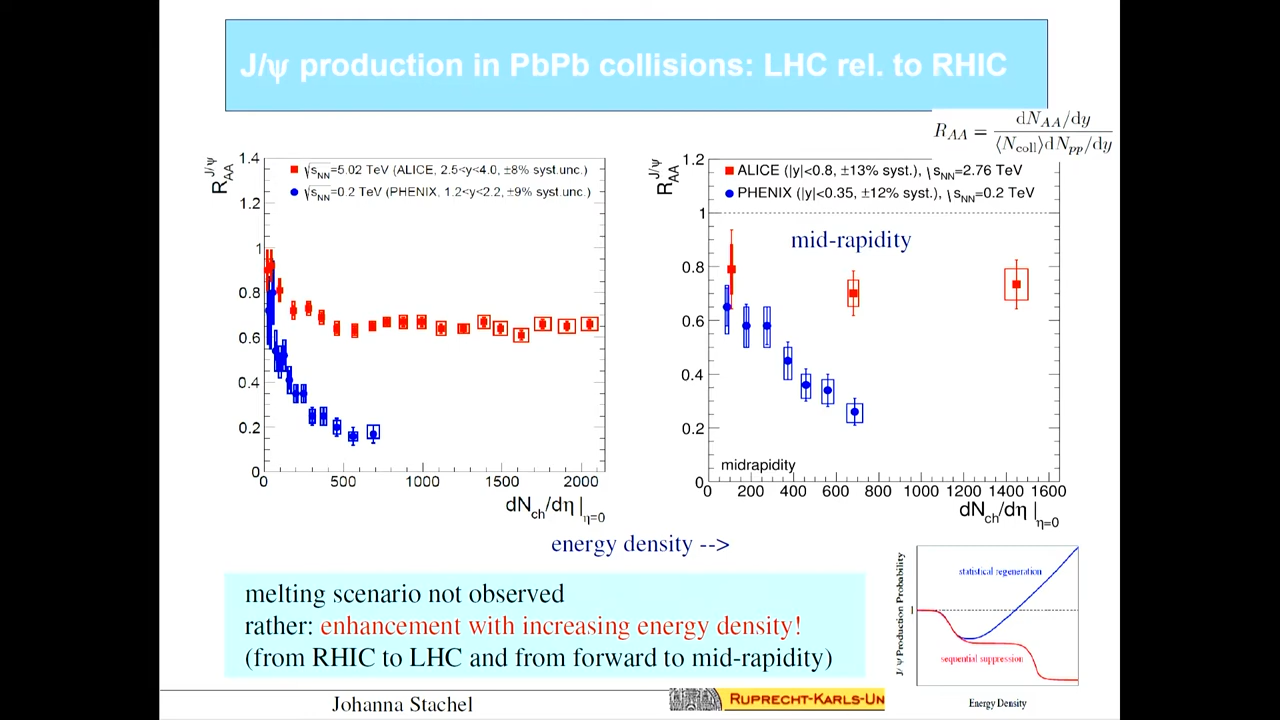 J/ψ production in PbPb collisions: LHC rel. to RHIC
R_AA = dN_AA/dy / ⟨N_coll⟩dN_pp/dy
R_AA^J/ψ
1.4
1.2
1
0.8
0.6
0.4
0.2
0
√s_NN=5.02 TeV (ALICE, 2.5<y<4.0, ±8% syst.unc.)
√s_NN=0.2 TeV (PHENIX, 1.2<y<2.2, ±9% syst.unc.)
0 500 1000 1500 2000
dN_ch/dη |_η=0
R_AA^J/ψ
1.2
1
0.8
0.6
0.4
0.2
0
ALICE (|y|<0.8, ±13% syst.), √s_NN=2.76 TeV
PHENIX (|y|<0.35, ±12% syst.), √s_NN=0.2 TeV
mid-rapidity
midrapidity
0 200 400 600 800 1000 1200 1400 1600
dN_ch/dη |_η=0
energy density -->
melting scenario not observed
rather: enhancement with increasing energy density!
(from RHIC to LHC and from forward to mid-rapidity)
J/ψ Production Probability
1
statistical regeneration
sequential suppression
Energy Density
Johanna Stachel
RUPRECHT-KARLS-UN